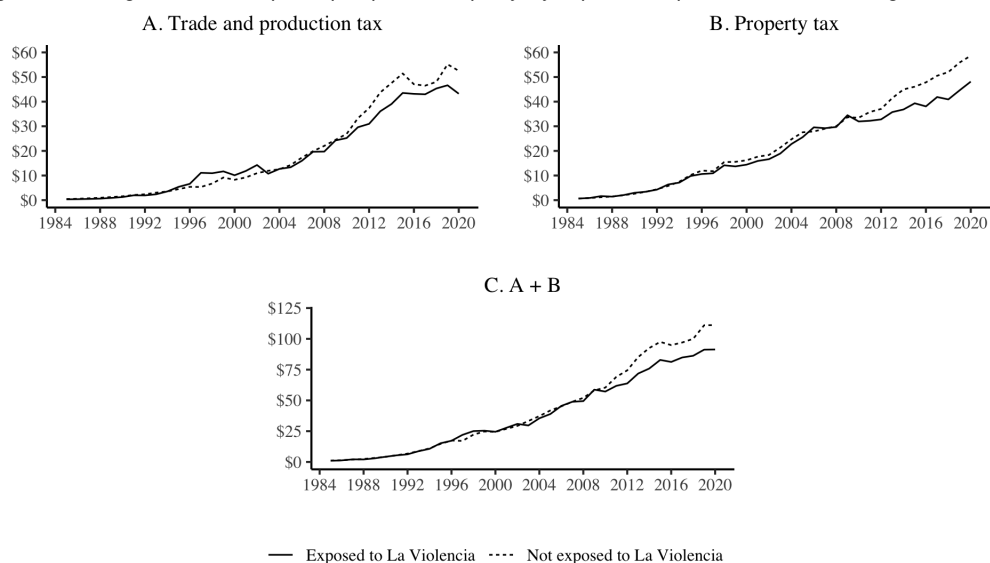 A. Trade and production tax
$60
$50
$40
$30
$20
$10
$0
1984 1988 1992 1996 2000 2004 2008 2012 2016 2020
B. Property tax
$60
$50
$40
$30
$20
$10
$0
1984 1988 1992 1996 2000 2004 2008 2012 2016 2020
C. A + B
$125
$100
$75
$50
$25
$0
1984 1988 1992 1996 2000 2004 2008 2012 2016 2020
Exposed to La Violencia Not exposed to La Violencia